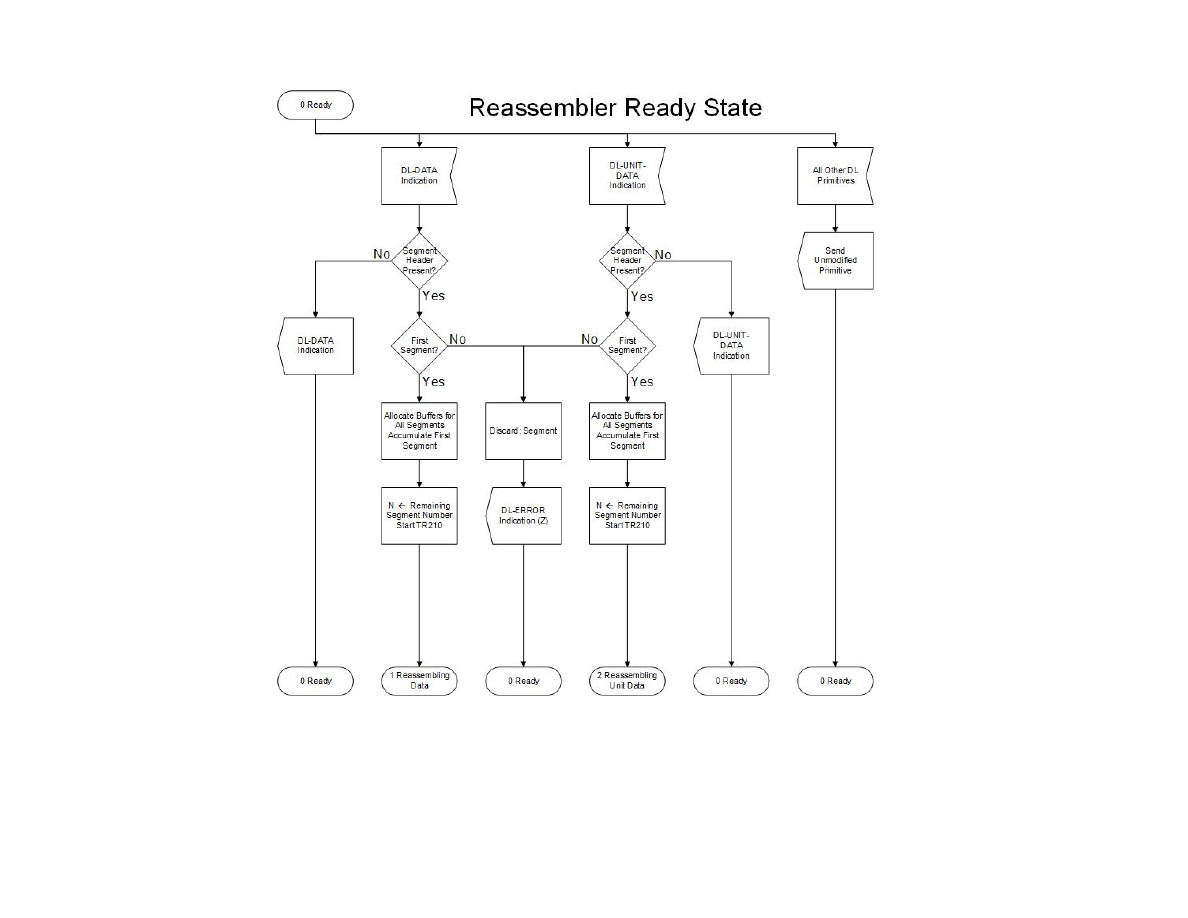 0 Ready
Reassembler Ready State
DL-DATA
Indication
DL-UNIT-
DATA
Indication
All Other DL
Primitives
No
Segment
Header
Present?
Segment
Header
Present?
No
Send
Unmodified
Primitive
Yes
Yes
DL-DATA
Indication
First
Segment?
No
No
First
Segment?
DL-UNIT-
DATA
Indication
Yes
Yes
Allocate Buffers for
All Segments
Accumulate First
Segment
Discard: Segment
Allocate Buffers for
All Segments
Accumulate First
Segment
N ← Remaining
Segment Number
Start TR210
DL-ERROR
Indication (Z)
N ← Remaining
Segment Number
Start TR210
0 Ready
1 Reassembling
Data
0 Ready
2 Reassembling
Unit Data
0 Ready
0 Ready